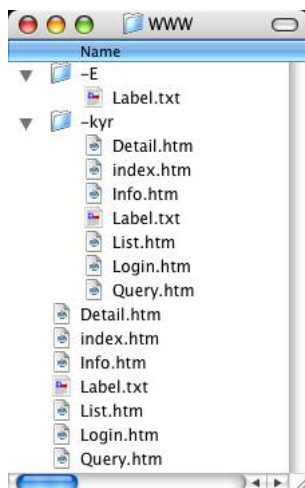 WWW
Name
-E
Label.txt
-kyr
Detail.htm
index.htm
Info.htm
Label.txt
List.htm
Login.htm
Query.htm
Detail.htm
index.htm
Info.htm
Label.txt
List.htm
Login.htm
Query.htm